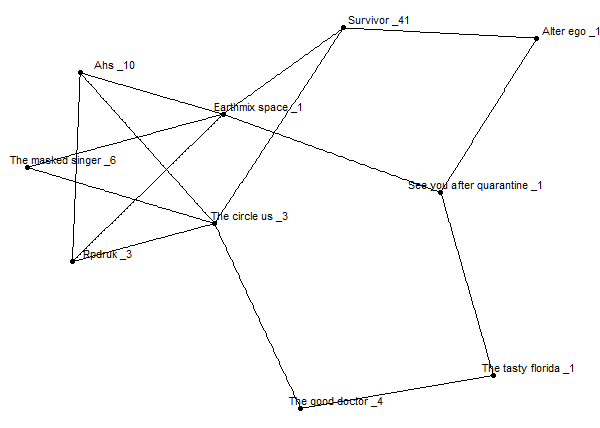 Survivor _41
Alter ego _1
Ahs _10
Earthmix space _1
The masked singer _6
See you after quarantine _1
The circle us _3
Rpdruk _3
The tasty florida _1
The good doctor _4